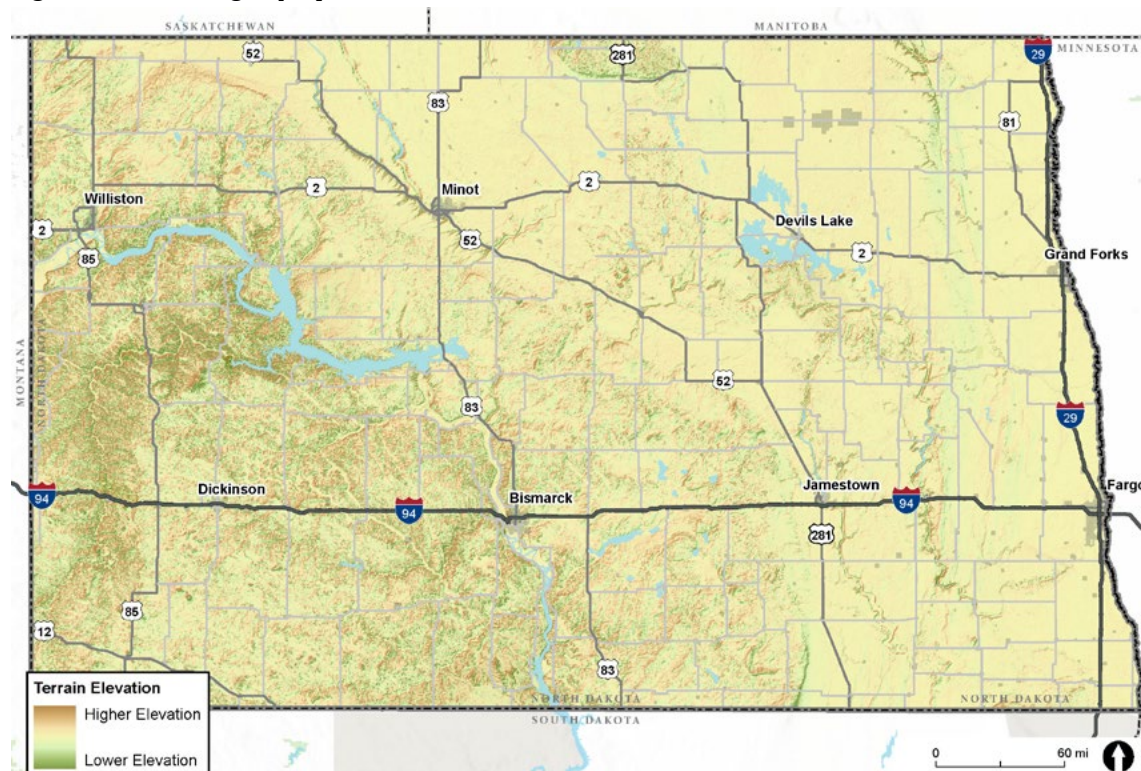 SASKATCHEWAN
MANITOBA
MINNESOTA
52
281
29
83
81
2
Minot
2
Williston
Devils Lake
2
52
2
85
Grand Forks
MONTANA
NORTH DAKOTA
52
83
29
Dickinson
Jamestown
94
94
Bismarck
94
Fargo
281
85
12
83
Terrain Elevation
Higher Elevation
Lower Elevation
NORTH DAKOTA
NORTH DAKOTA
SOUTH DAKOTA
0
60 mi